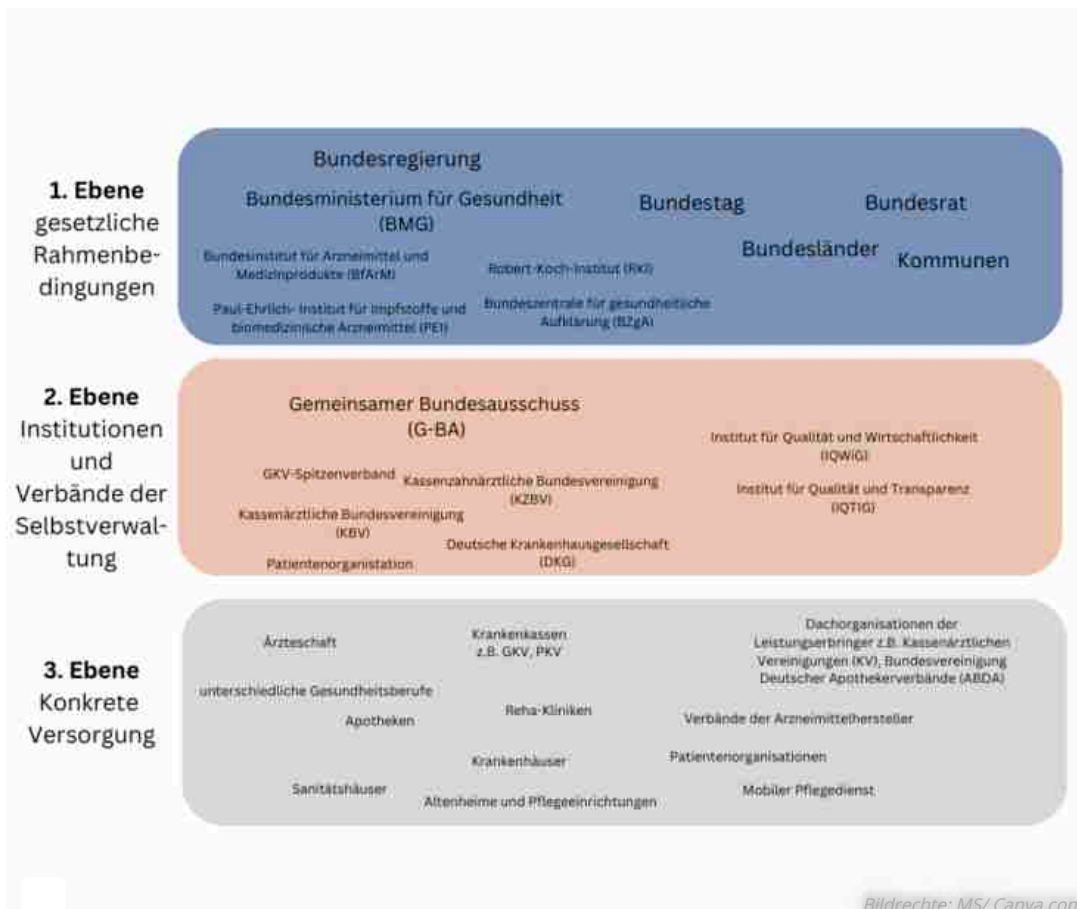 1. Ebene
gesetzliche
Rahmenbe-
dingungen
Bundesregierung
Bundesministerium für Gesundheit
(BMG)
Bundesinstitut für Arzneimittel und
Medizinprodukte (BfArM)
Paul-Ehrlich- Institut für Impfstoffe und
biomedizinische Arzneimittel (PEI)
Robert-Koch-Institut (RKI)
Bundeszentrale für gesundheitliche
Aufklärung (BZgA)
Bundestag
Bundesrat
Bundesländer
Kommunen
2. Ebene
Institutionen
und
Verbände der
Selbstverwal-
tung
Gemeinsamer Bundesausschuss
(G-BA)
GKV-Spitzenverband
Kassenzahnärztliche Bundesvereinigung
(KZBV)
Kassenärztliche Bundesvereinigung
(KBV)
Deutsche Krankenhausgesellschaft
(DKG)
Patientenorganistation
Institut für Qualität und Wirtschaftlichkeit
(IQWiG)
Institut für Qualität und Transparenz
(IQTIG)
3. Ebene
Konkrete
Versorgung
Ärzteschaft
Krankenkassen
z.B. GKV, PKV
Dachorganisationen der
Leistungserbringer z.B. Kassenärztlichen
Vereinigungen (KV), Bundesvereinigung
Deutscher Apothekerverbände (ABDA)
unterschiedliche Gesundheitsberufe
Apotheken
Reha-Kliniken
Verbände der Arzneimittelhersteller
Krankenhäuser
Patientenorganisationen
Sanitätshäuser
Altenheime und Pflegeeinrichtungen
Mobiler Pflegedienst
Bildrechte: MS/ Canva.com